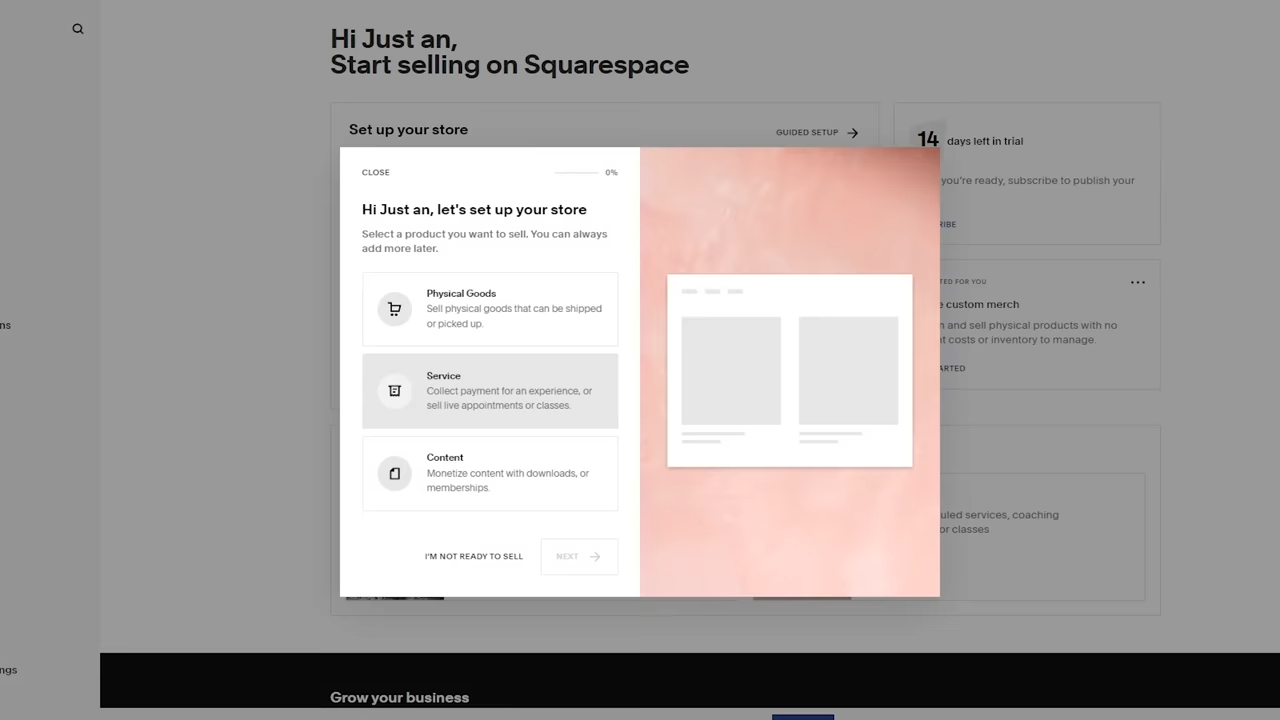 Hi Just an,
Start selling on Squarespace
Set up your store
GUIDED SETUP
14 days left in trial
you're ready, subscribe to publish your
CLOSE
0%
Hi Just an, let's set up your store
Select a product you want to sell. You can always
add more later.
Physical Goods
Sell physical goods that can be shipped
or picked up.
Service
Collect payment for an experience, or
sell live appointments or classes.
Content
Monetize content with downloads, or
memberships.
I'M NOT READY TO SELL
NEXT
FOR YOU
custom merch
and sell physical products with no
costs or inventory to manage.
services, coaching
or classes
Grow your business